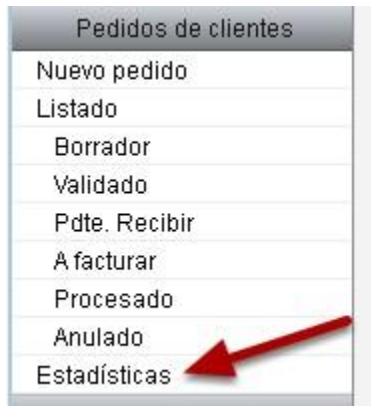 Pedidos de clientes
Nuevo pedido
Listado
Borrador
Validado
Pdte. Recibir
A facturar
Procesado
Anulado
Estadísticas